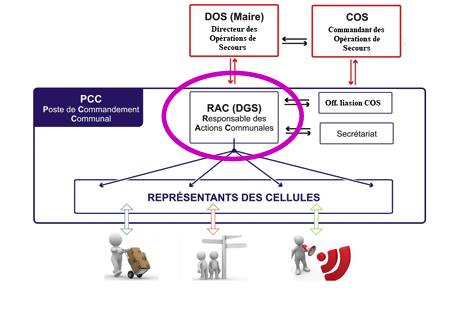 DOS (Maire)
Directeur des
Opérations de
Secours
COS
Commandant des
Opérations de
Secours
PCC
Poste de Commandement
Communal
RAC (DGS)
Responsable des
Actions Communales
Off. liasion COS
Secrétariat
REPRÉSENTANTS DES CELLULES